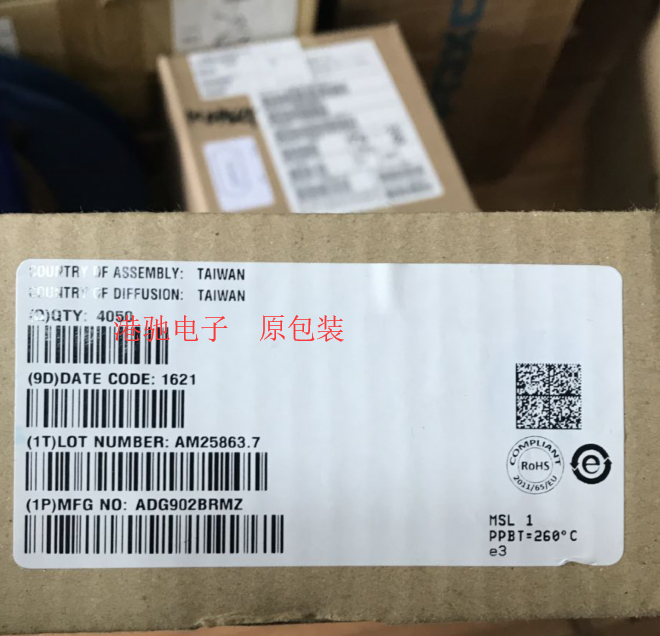 COUNTRY OF ASSEMBLY: TAIWAN
COUNTRY OF DIFFUSION: TAIWAN
(Q)QTY: 4050
港驰电子 原包装
(9D)DATE CODE: 1621
(1T)LOT NUMBER: AM25863.7
(1P)MFG NO: ADG902BRMZ
COMPLIANT
RoHS
2011/65/EU
e
MSL 1
PPBT=260°C
e3